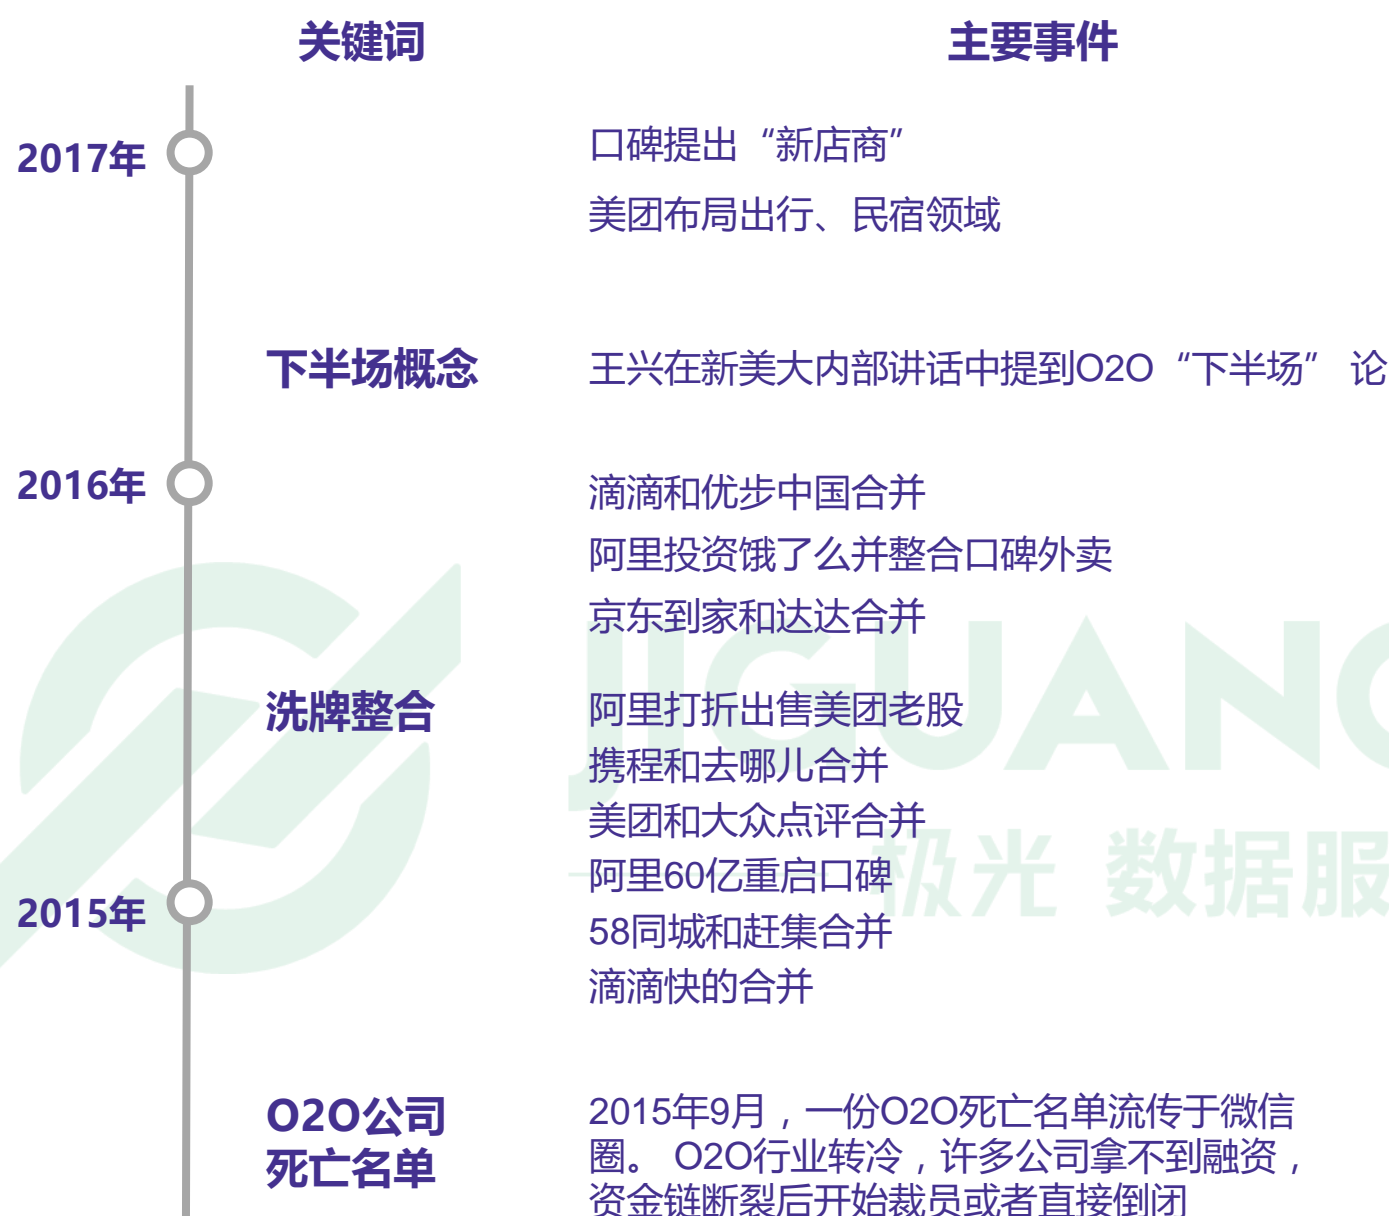 关键词
主要事件
2017年
口碑提出“新店商”
美团布局出行、民宿领域
下半场概念
王兴在新美大内部讲话中提到O2O“下半场” 论
2016年
滴滴和优步中国合并
阿里投资饿了么并整合口碑外卖
京东到家和达达合并
洗牌整合
阿里打折出售美团老股
携程和去哪儿合并
美团和大众点评合并
阿里60亿重启口碑
2015年
58同城和赶集合并
滴滴快的合并
O2O公司
死亡名单
2015年9月，一份O2O死亡名单流传于微信
圈。 O2O行业转冷，许多公司拿不到融资，
资金链断裂后开始裁员或者直接倒闭
JIGUANG
极光 数据服